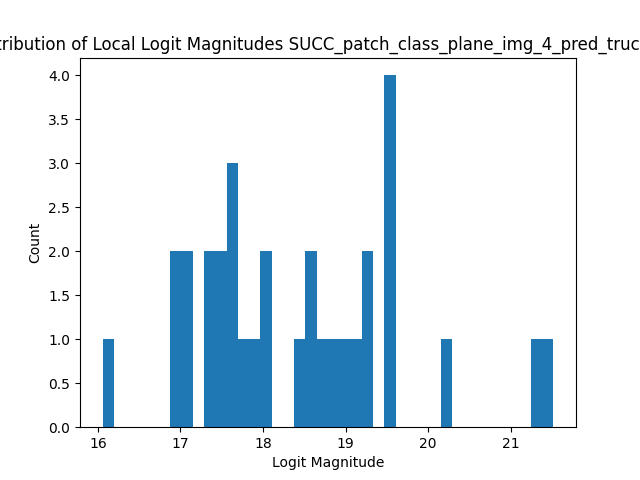 tribution of Local Logit Magnitudes SUCC_patch_class_plane_img_4_pred_truc
4.0
3.5
3.0
2.5
2.0
1.5
1.0
0.5
0.0
Count
16 17 18 19 20 21
Logit Magnitude